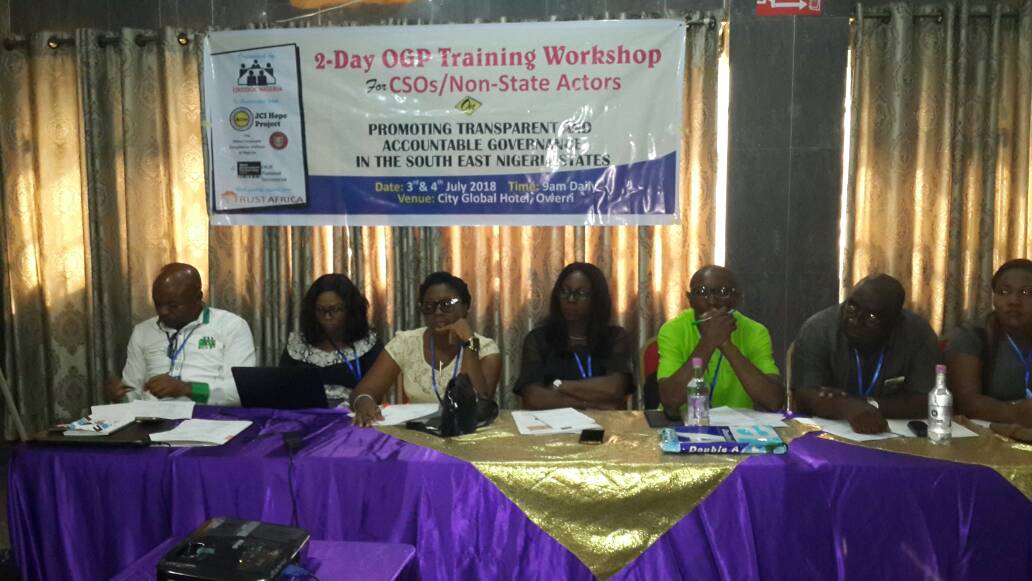 2-Day OGP Training Workshop
For CSOs/Non-State Actors
On
PROMOTING TRANSPARENT AND
ACCOUNTABLE GOVERNANCE
IN THE SOUTH EAST NIGERIA STATES
Date: 3rd & 4th July 2018 Time: 9am Daily
Venue: City Global Hotel, Owerri
JCI Hope
Project
TRUST AFRICA
Double A